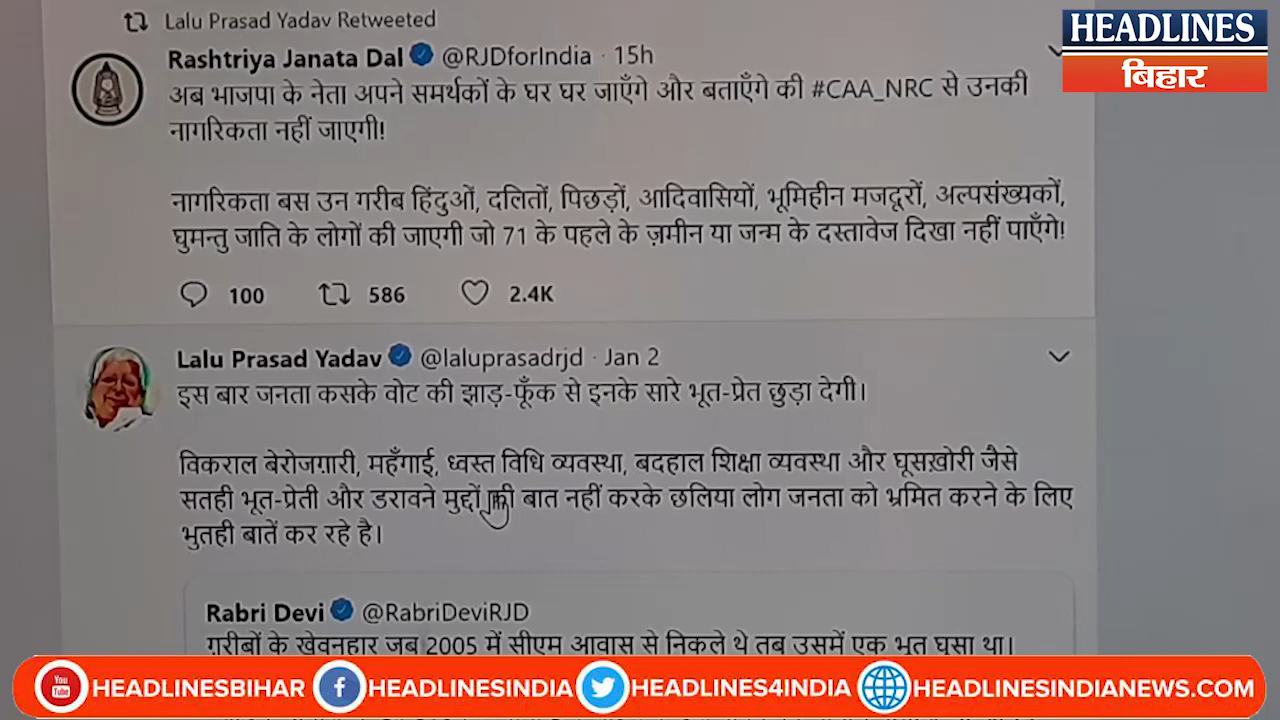 Lalu Prasad Yadav Retweeted
HEADLINES
बिहार
Rashtriya Janata Dal @RJDforIndia · 15h
अब भाजपा के नेता अपने समर्थकों के घर घर जाएँगे और बताएँगे की #CAA_NRC से उनकी
नागरिकता नहीं जाएगी!
नागरिकता बस उन गरीब हिंदुओं, दलितों, पिछड़ों, आदिवासियों, भूमिहीन मजदूरों, अल्पसंख्यकों,
घुमन्तु जाति के लोगों की जाएगी जो 71 के पहले के ज़मीन या जन्म के दस्तावेज दिखा नहीं पाएँगे!
100 586 2.4K
Lalu Prasad Yadav @laluprasadrjd · Jan 2
इस बार जनता कसके वोट की झाड़-फूँक से इनके सारे भूत-प्रेत छुड़ा देगी।
विकराल बेरोजग़ारी, महँगाई, ध्वस्त विधि व्यवस्था, बदहाल शिक्षा व्यवस्था और घूसख़ोरी जैसे
सतही भूत-प्रेती और डरावने मुद्दों की बात नहीं करके छलिया लोग जनता को भ्रमित करने के लिए
भुतही बातें कर रहे है।
Rabri Devi @RabriDeviRJD
ग़रीबों के खेवनहार जब 2005 में सीएम आवास से निकले थे तब उसमें एक भूत घुसा था।
You Tube HEADLINESBIHAR HEADLINESINDIA HEADLINES4INDIA HEADLINESINDIANEWS.COM